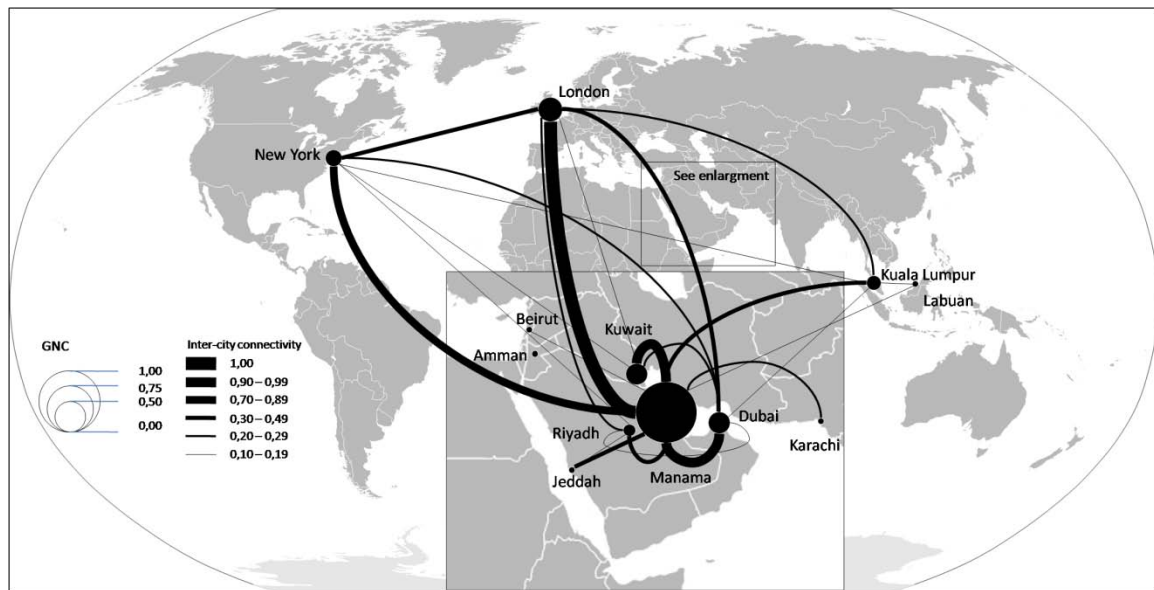 London
New York
See enlargment
Kuala Lumpur
Labuan
Beirut
Kuwait
Amman
GNC
Inter-city connectivity
1,00
0,75
0,50
0,00
1,00
0,90 – 0,99
0,70 – 0,89
0,30 – 0,49
0,20 – 0,29
0,10 – 0,19
Dubai
Riyadh
Karachi
Jeddah
Manama